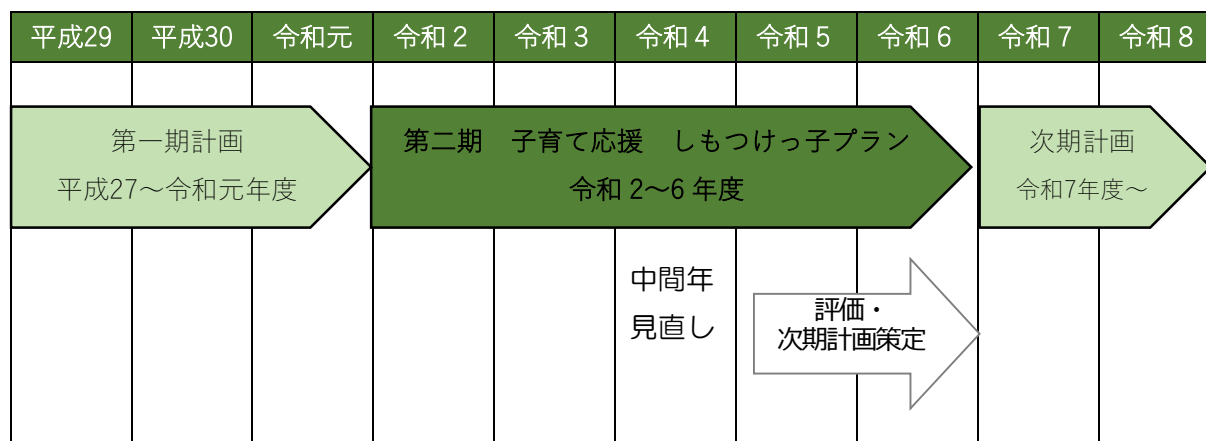 平成29 平成30 令和元 令和２ 令和３ 令和４ 令和５ 令和６ 令和７ 令和８
第一期計画
平成27～令和元年度
第二期　子育て応援　しもつけっ子プラン
令和 2～6 年度
次期計画
令和7年度～
中間年
見直し
評価・
次期計画策定